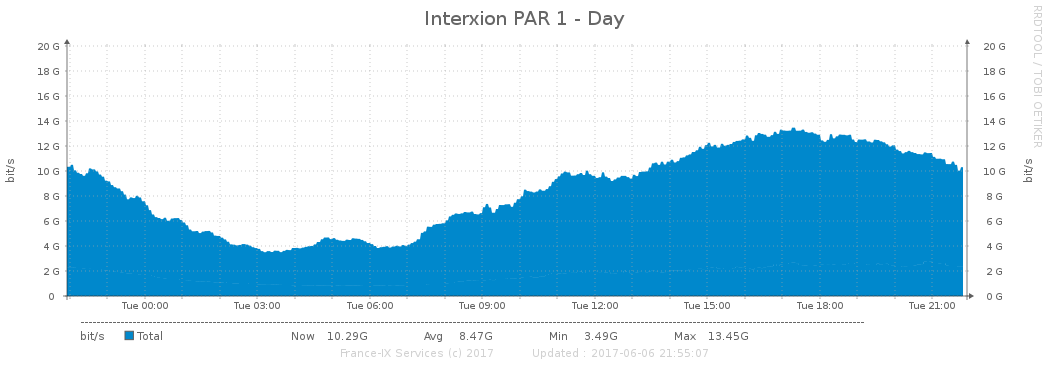 Interxion PAR 1 - Day
RRDTOOL / TOBI OETIKER
bit/s
20 G 20 G
18 G 18 G
16 G 16 G
14 G 14 G
12 G 12 G
10 G 10 G
8 G 8 G
6 G 6 G
4 G 4 G
2 G 2 G
0 0 G
bit/s
Tue 00:00 Tue 03:00 Tue 06:00 Tue 09:00 Tue 12:00 Tue 15:00 Tue 18:00 Tue 21:00
bit/s Total Now 10.29G Avg 8.47G Min 3.49G Max 13.45G
France-IX Services (c) 2017 Updated : 2017-06-06 21:55:07